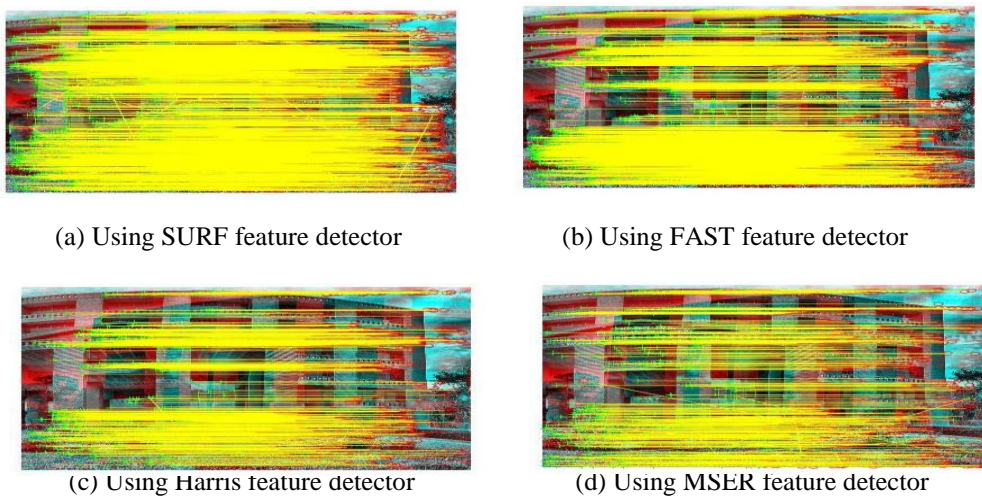 (a) Using SURF feature detector
(b) Using FAST feature detector
(c) Using Harris feature detector
(d) Using MSER feature detector